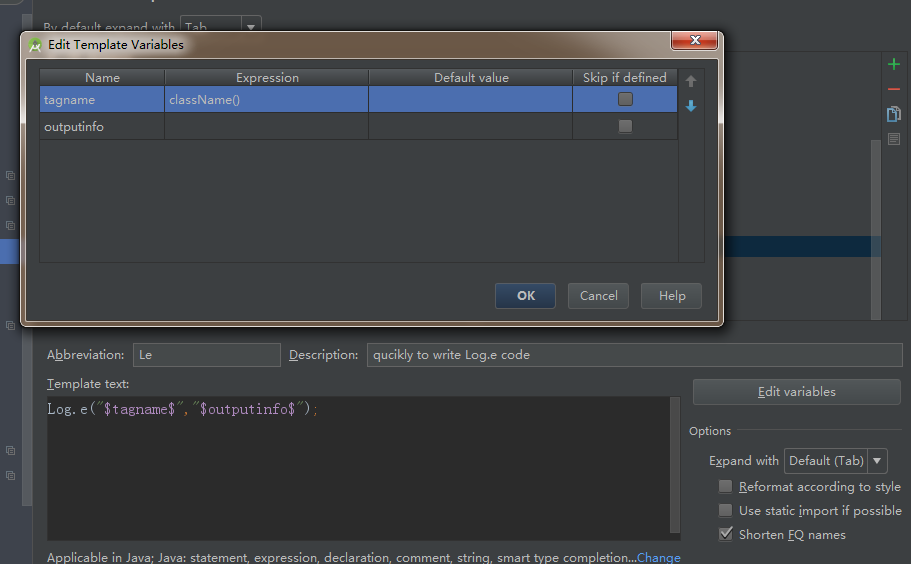 By default expand with Tab
Edit Template Variables
Name Expression Default value Skip if defined
tagname className()
outputinfo
OK Cancel Help
Abbreviation: Le Description: qucikly to write Log.e code
Template text:
Edit variables
Log.e("$tagname$","$outputinfo$");
Options
Expand with Default (Tab)
Reformat according to style
Use static import if possible
Shorten FQ names
Applicable in Java; Java: statement, expression, declaration, comment, string, smart type completion...Change